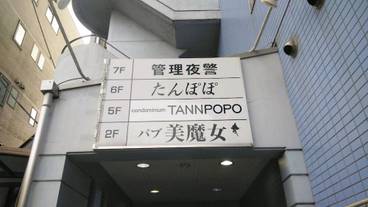 7F 管理夜警
6F たんぽぽ
5F condominium TANNPOPO
2F パブ 美魔女